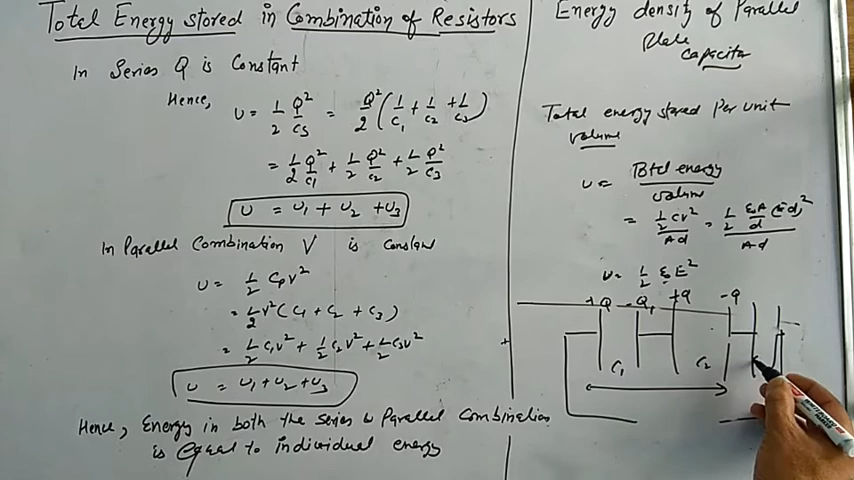 Total Energy stored in Combination of Resistors
In Series Q is Constant
Hence, U = 1/2 Q²/Cs = Q²/2 (1/C₁ + 1/C₂ + 1/C₃)
= 1/2 Q²/C₁ + 1/2 Q²/C₂ + 1/2 Q²/C₃
U = U₁ + U₂ + U₃
In Parallel Combination V is constan
U = 1/2 CpV²
= 1/2 V² (C₁ + C₂ + C₃)
= 1/2 C₁V² + 1/2 C₂V² + 1/2 C₃V²
U = U₁ + U₂ + U₃
Hence, Energy in both the series & Parallel Combination
is equal to individual energy
Energy density of Parallel
Plate
Capacitor
Total energy stored Per unit
volume
U = Total energy / volume
= 1/2 CV² / Ad = 1/2 ε₀A/d (Ed)² / Ad
U = 1/2 ε₀ E²
+Q -Q +Q -Q
C₁ C₂